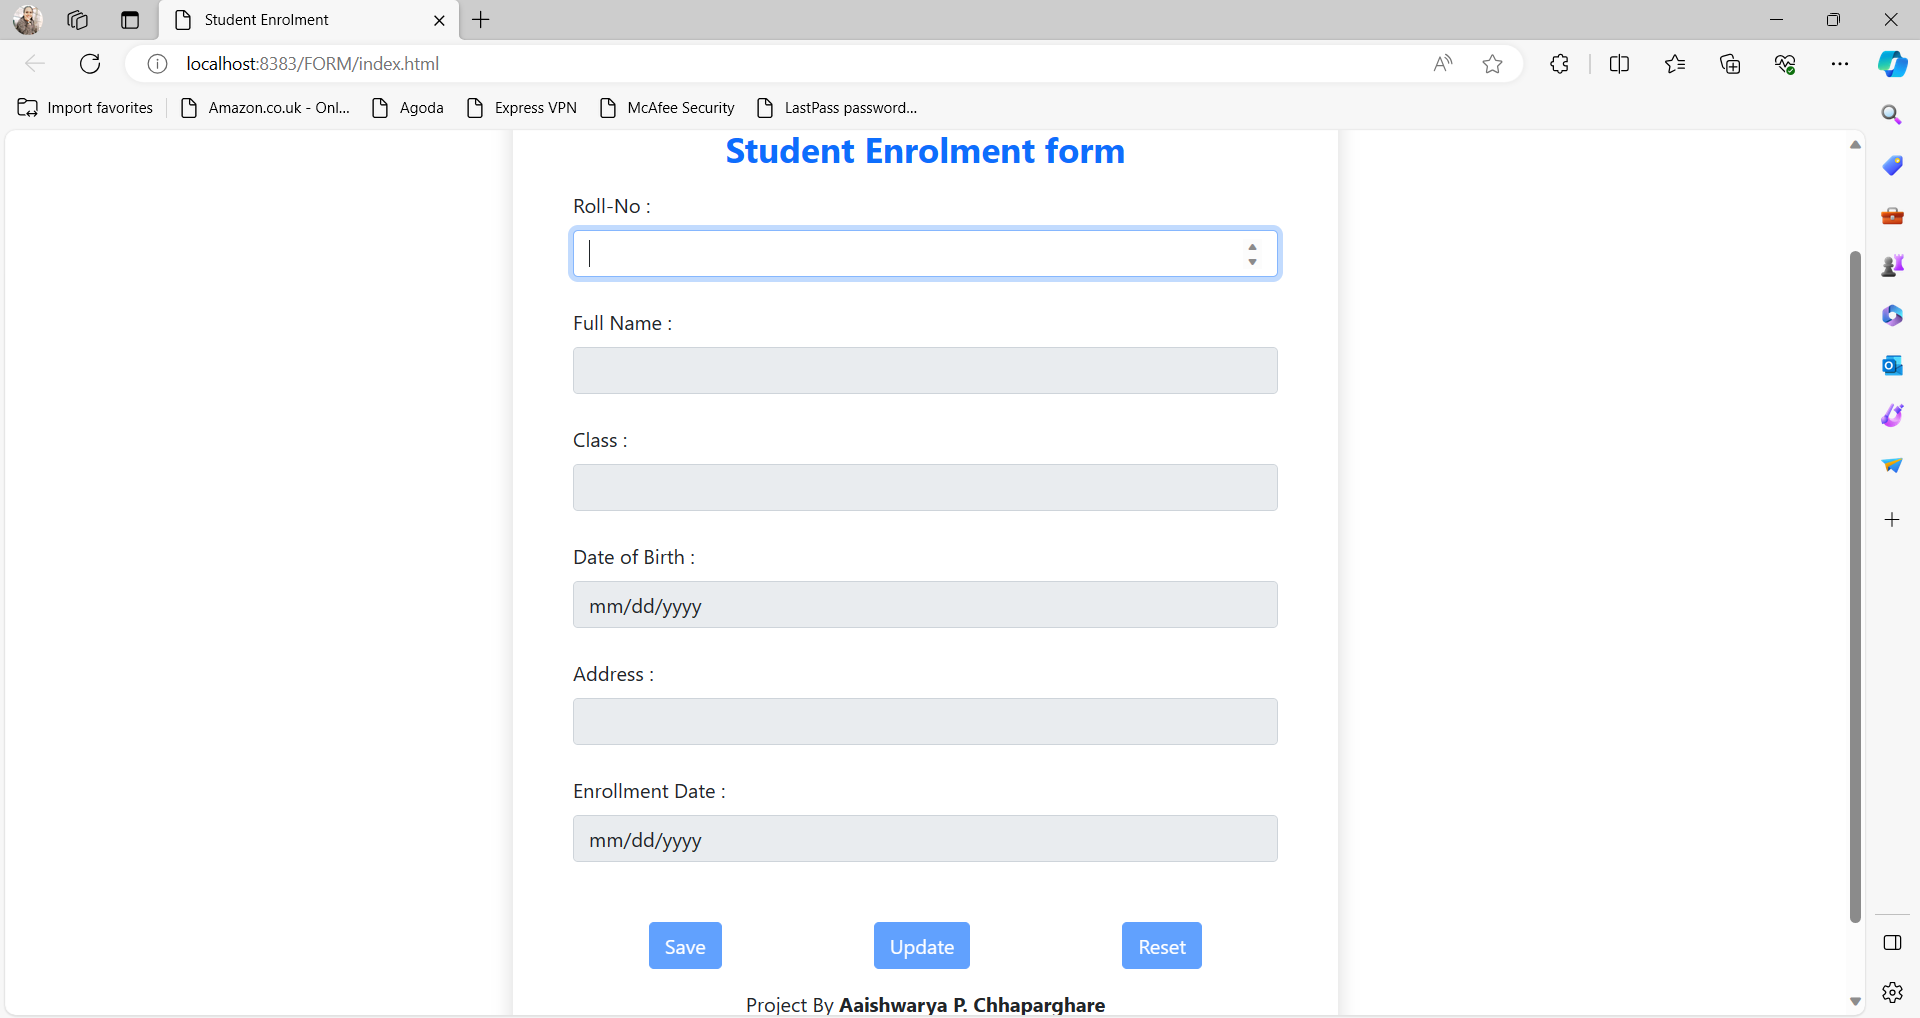 Student Enrolment
localhost:8383/FORM/index.html
Import favorites
Amazon.co.uk - Onl...
Agoda
Express VPN
McAfee Security
LastPass password...
Student Enrolment form
Roll-No :
Full Name :
Class :
Date of Birth :
mm/dd/yyyy
Address :
Enrollment Date :
mm/dd/yyyy
Save
Update
Reset
Project By Aaishwarya P. Chhaparghare